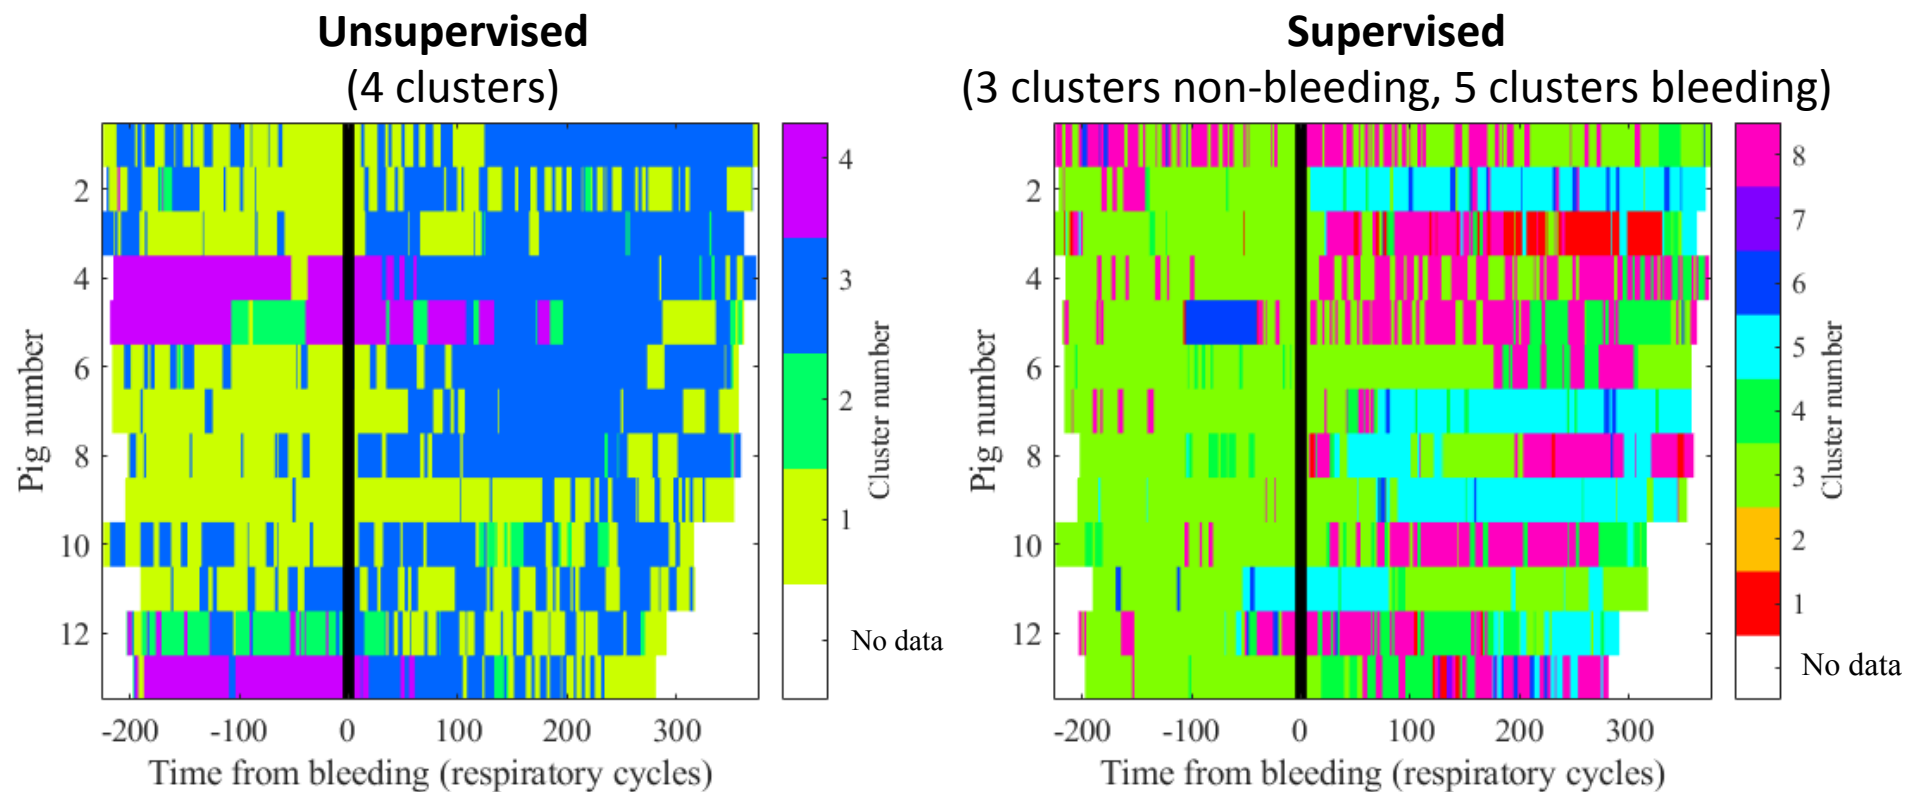 Unsupervised
(4 clusters)
2
4
6
8
10
12
Pig number
-200 -100 0 100 200 300
Time from bleeding (respiratory cycles)
4
3
2
1
No data
Cluster number
Supervised
(3 clusters non-bleeding, 5 clusters bleeding)
2
4
6
8
10
12
Pig number
-200 -100 0 100 200 300
Time from bleeding (respiratory cycles)
8
7
6
5
4
3
2
1
No data
Cluster number